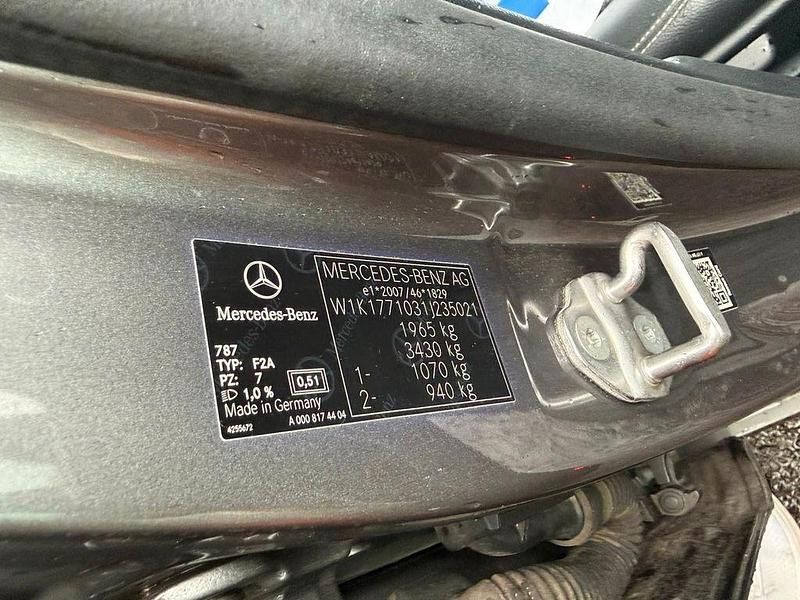 Mercedes-Benz
787
TYP: F2A
PZ: 7
1,0 %
0,51
Made in Germany
4255672
A 000 817 44 04
MERCEDES-BENZ AG
e1*2007/46*1829
W1K1771031J235021
1965 kg
3430 kg
1- 1070 kg
2- 940 kg